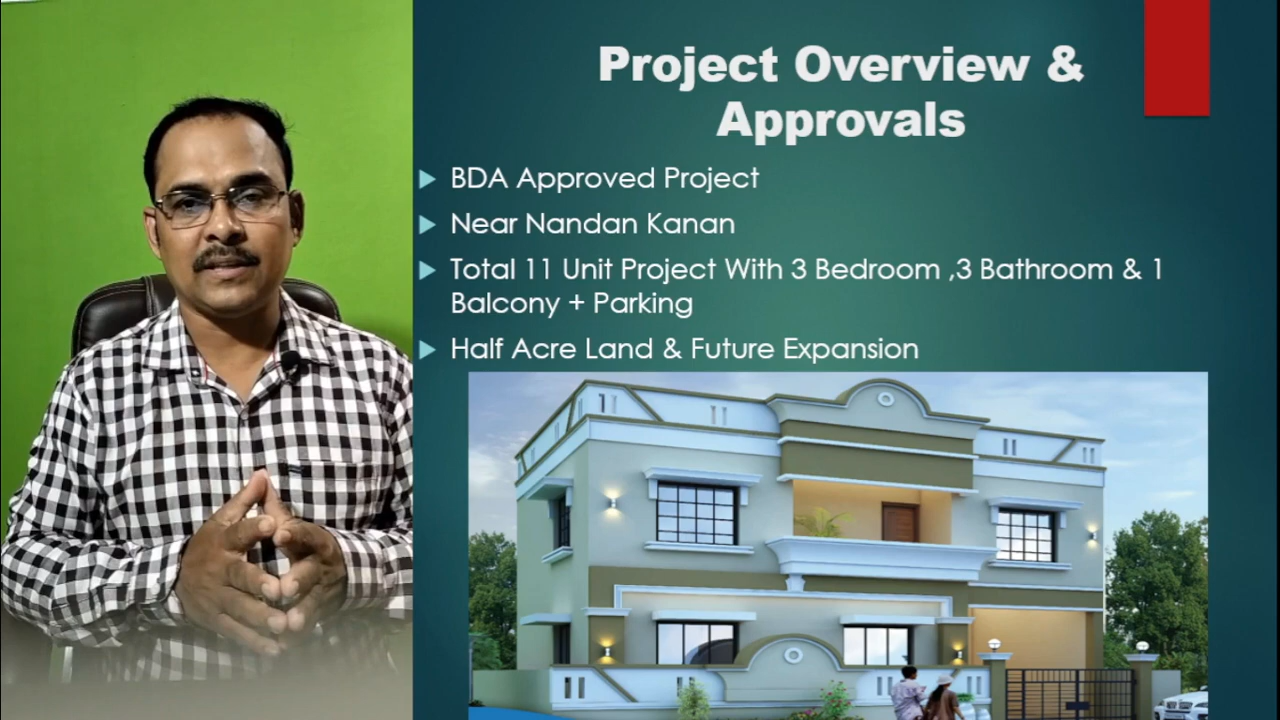 Project Overview &
Approvals
BDA Approved Project
Near Nandan Kanan
Total 11 Unit Project With 3 Bedroom ,3 Bathroom & 1
Balcony + Parking
Half Acre Land & Future Expansion